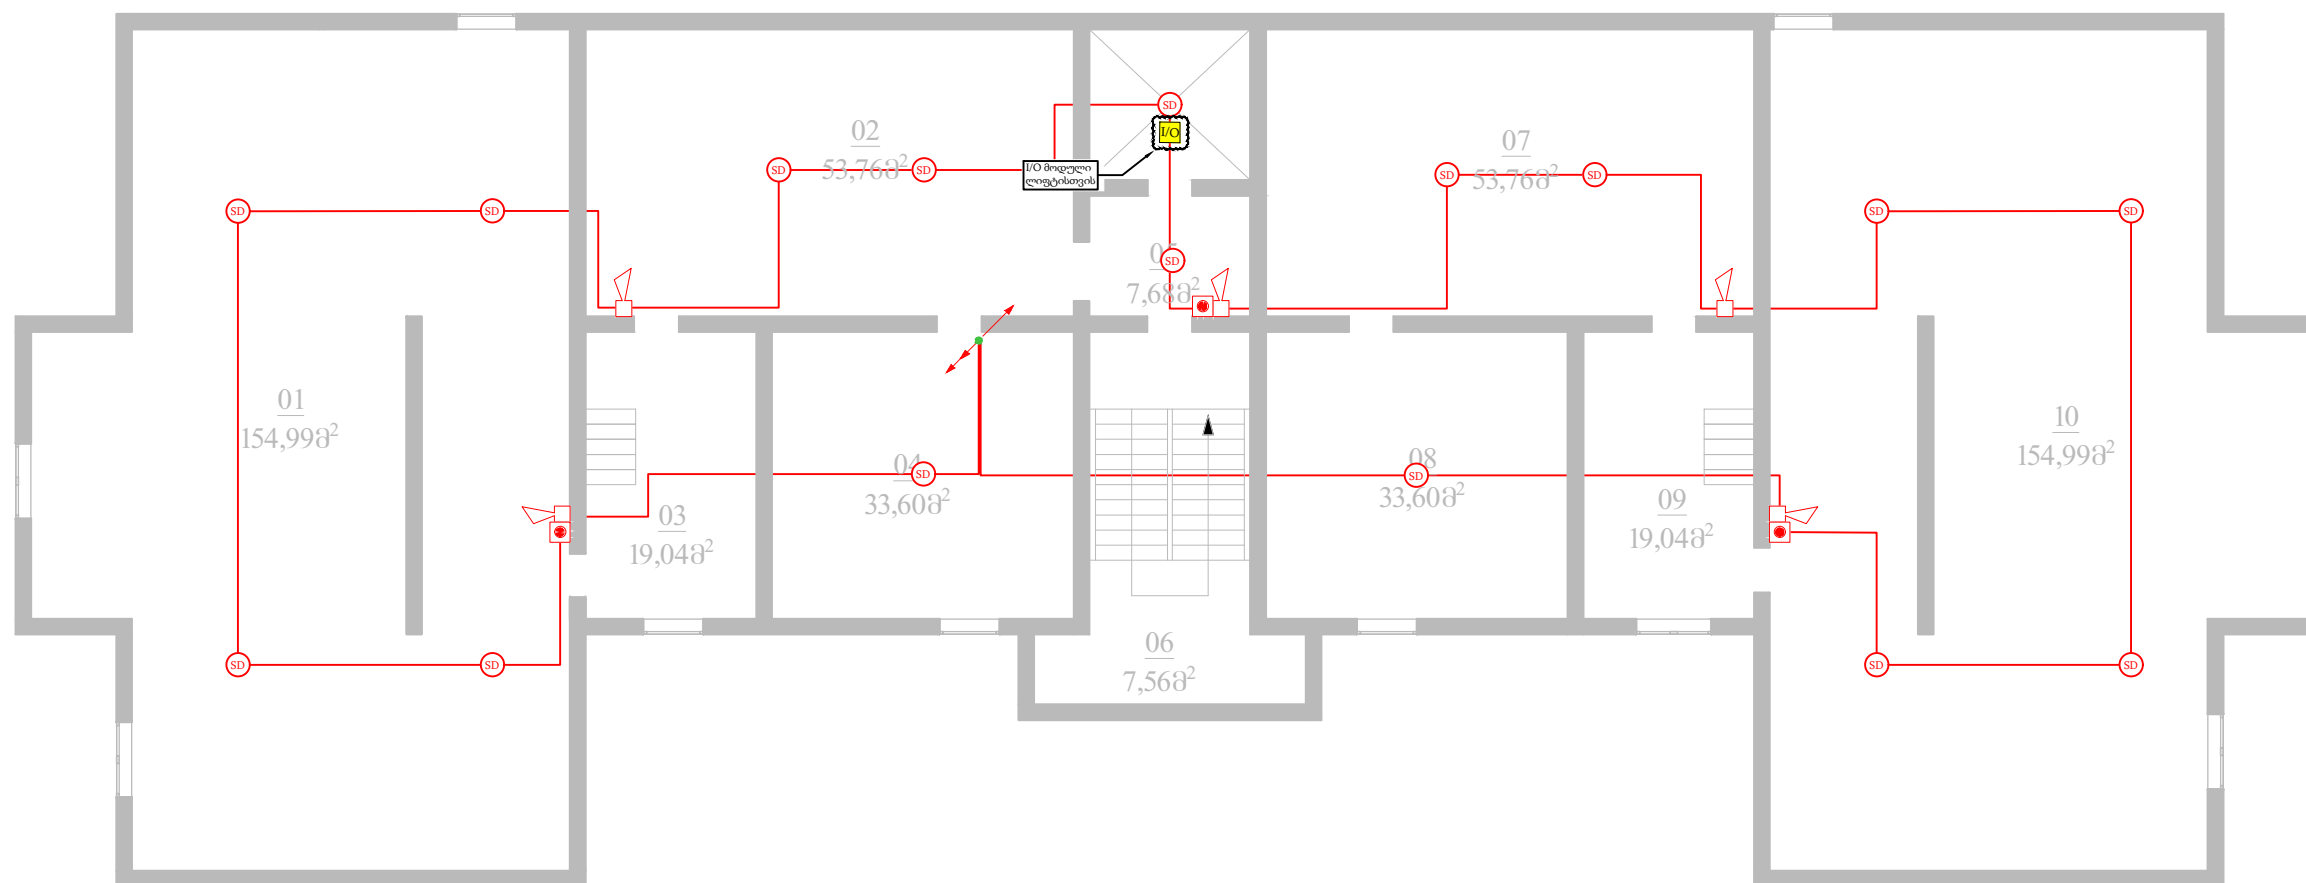 SD
I/O
02
53,76მ²
SD
SD
I/O მოდული
ლიფტისთვის
07
53,76მ²
SD
SD
SD
SD
SD
SD
05
7,68მ²
SD
01
154,99მ²
10
154,99მ²
04
33,60მ²
SD
08
33,60მ²
SD
03
19,04მ²
09
19,04მ²
06
7,56მ²
SD
SD
SD
SD